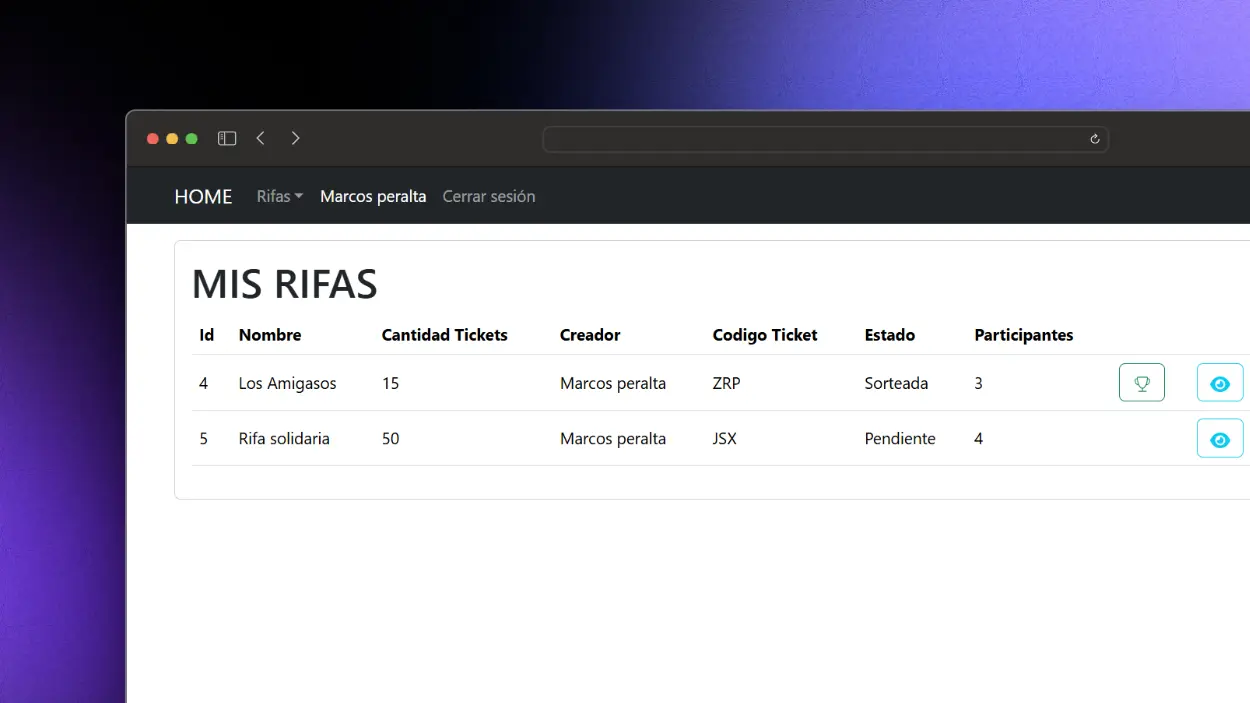 HOME Rifas Marcos peralta Cerrar sesión
MIS RIFAS
Id Nombre Cantidad Tickets Creador Codigo Ticket Estado Participantes
4 Los Amigasos 15 Marcos peralta ZRP Sorteada 3
5 Rifa solidaria 50 Marcos peralta JSX Pendiente 4